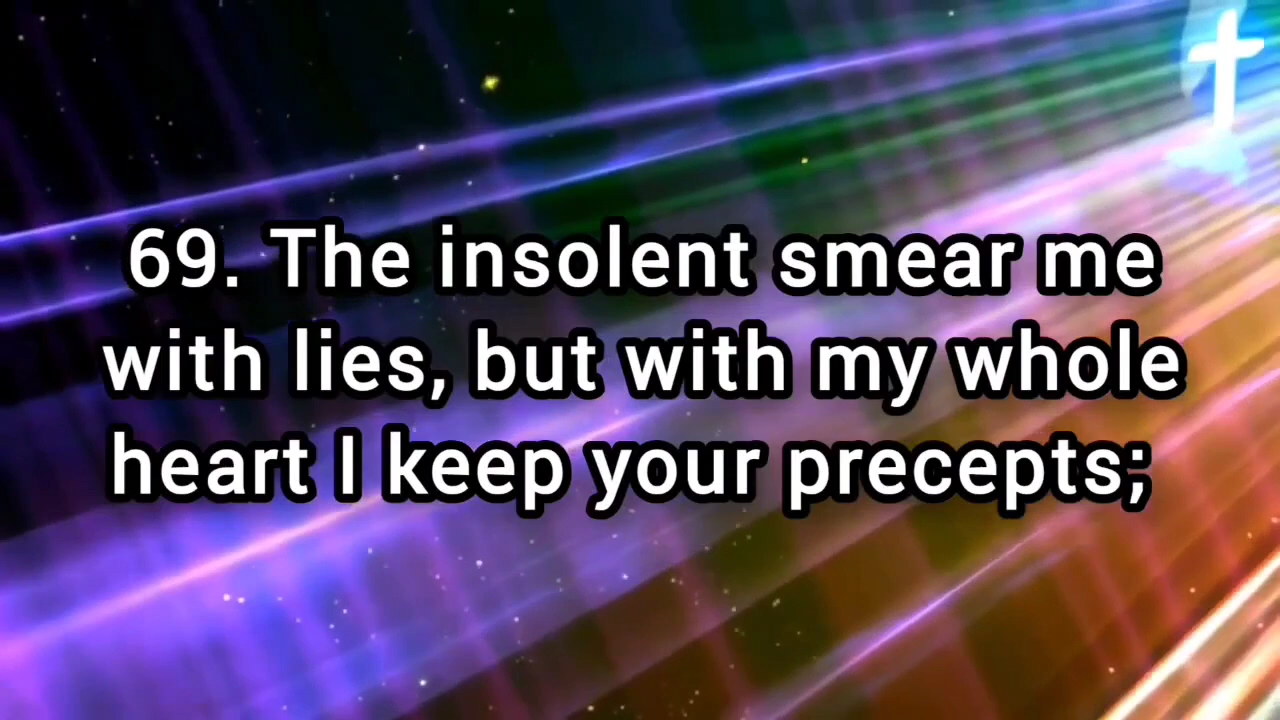 69. The insolent smear me
with lies, but with my whole
heart I keep your precepts;